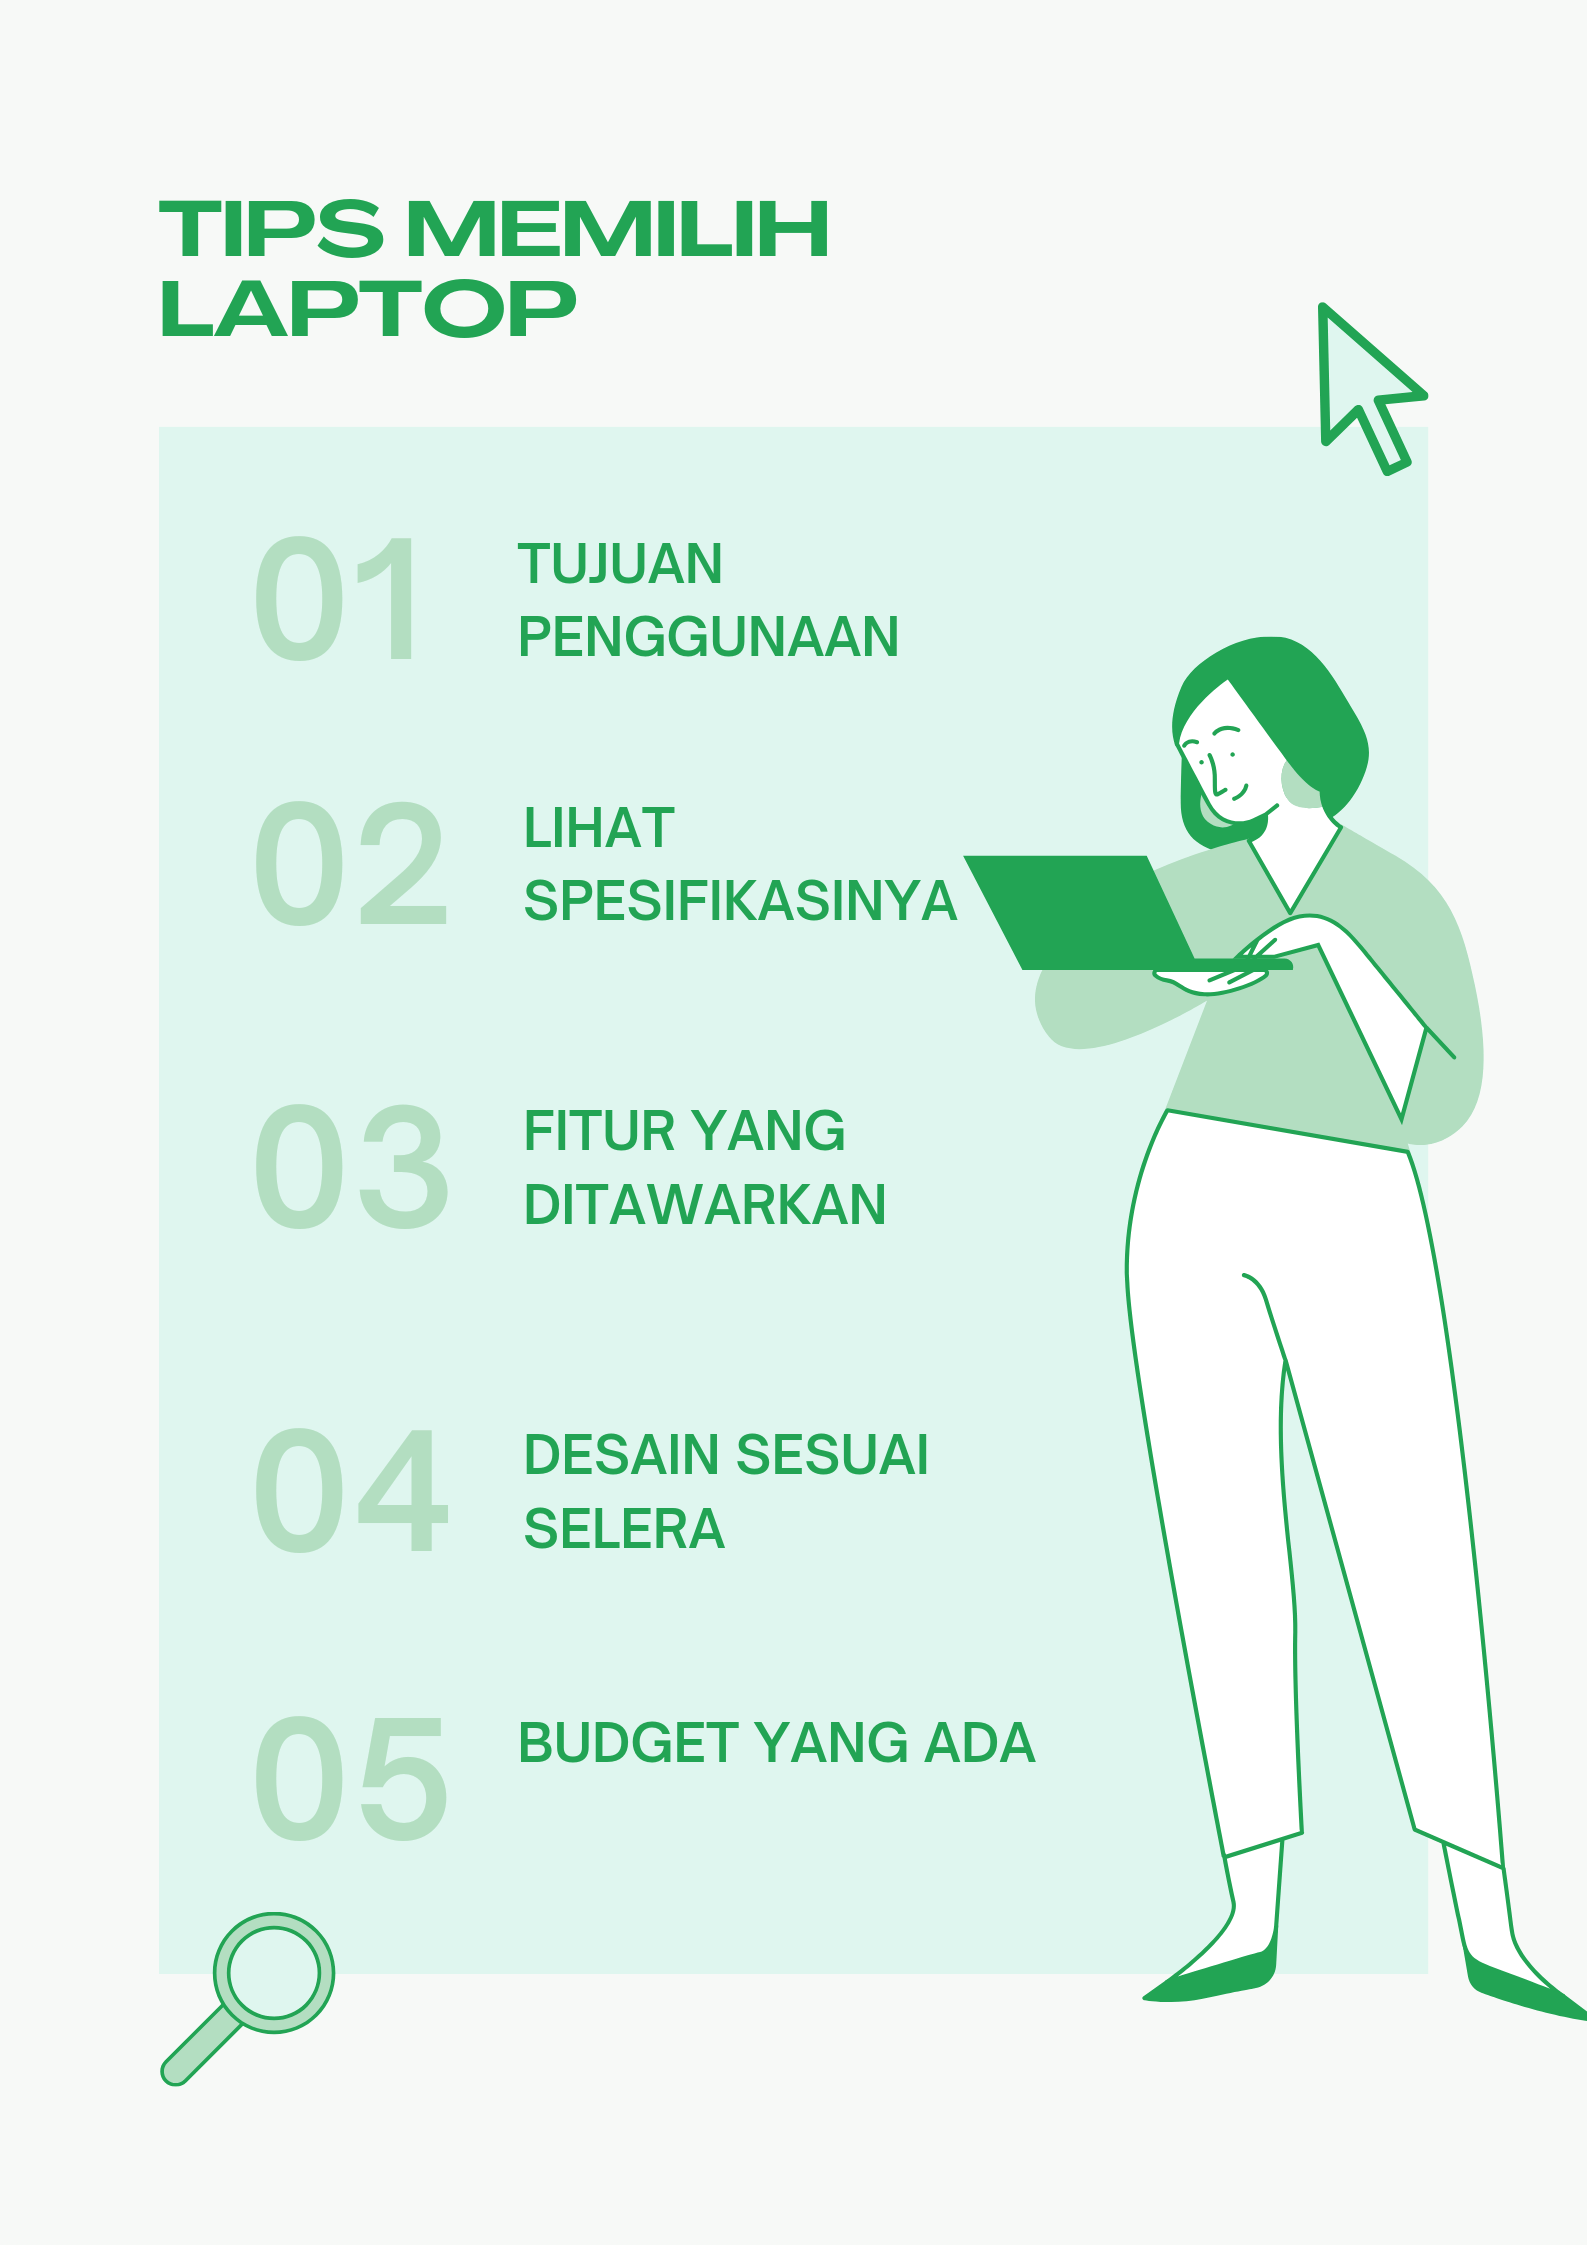 TIPS MEMILIH
LAPTOP
01
TUJUAN
PENGGUNAAN
02
LIHAT
SPESIFIKASINYA
03
FITUR YANG
DITAWARKAN
04
DESAIN SESUAI
SELERA
05
BUDGET YANG ADA